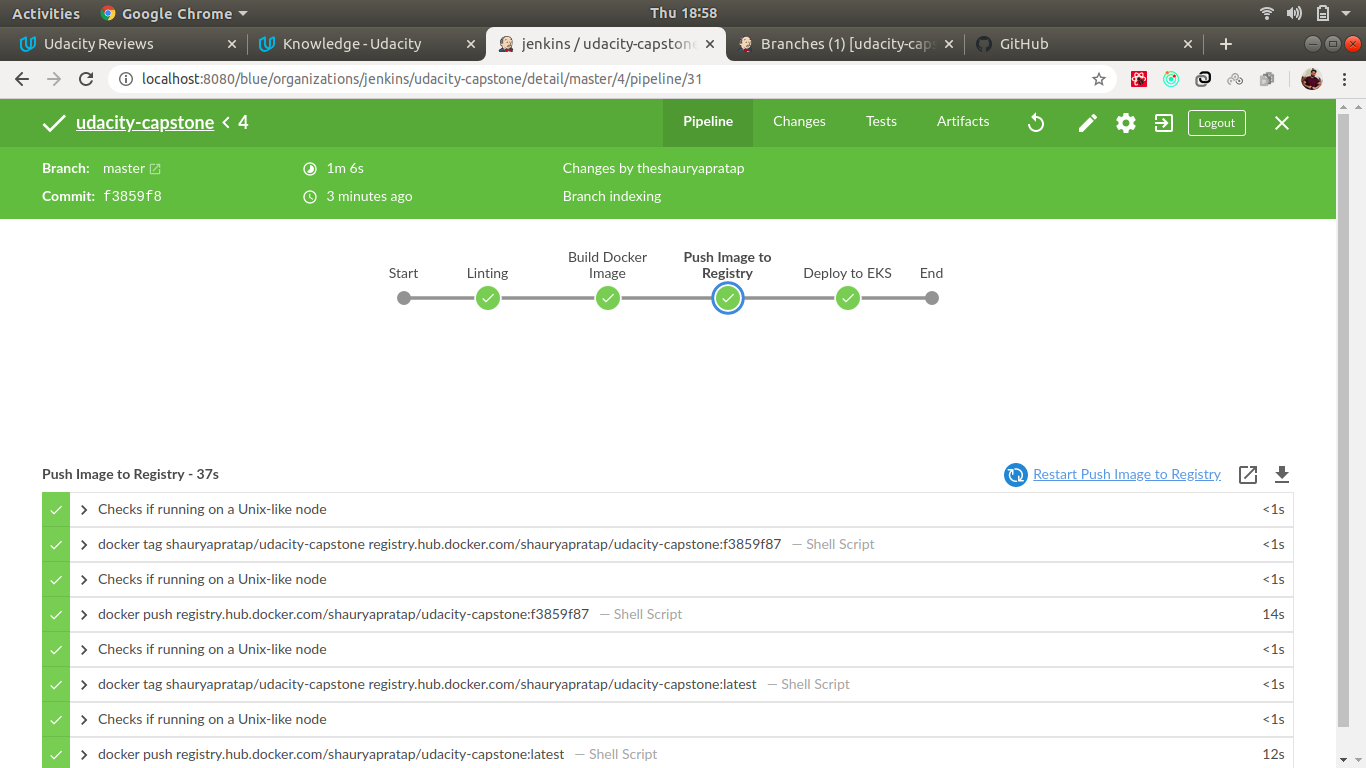 Activities Google Chrome Thu 18:58
Udacity Reviews Knowledge - Udacity jenkins / udacity-capstone Branches (1) [udacity-cap GitHub
localhost:8080/blue/organizations/jenkins/udacity-capstone/detail/master/4/pipeline/31
udacity-capstone < 4 Pipeline Changes Tests Artifacts Logout
Branch: master 1m 6s Changes by theshauryapratap
Commit: f3859f8 3 minutes ago Branch indexing
Start Linting Build Docker Image Push Image to Registry Deploy to EKS End
Push Image to Registry - 37s Restart Push Image to Registry
Checks if running on a Unix-like node <1s
docker tag shauryapratap/udacity-capstone registry.hub.docker.com/shauryapratap/udacity-capstone:f3859f87 — Shell Script <1s
Checks if running on a Unix-like node <1s
docker push registry.hub.docker.com/shauryapratap/udacity-capstone:f3859f87 — Shell Script 14s
Checks if running on a Unix-like node <1s
docker tag shauryapratap/udacity-capstone registry.hub.docker.com/shauryapratap/udacity-capstone:latest — Shell Script <1s
Checks if running on a Unix-like node <1s
docker push registry.hub.docker.com/shauryapratap/udacity-capstone:latest — Shell Script 12s